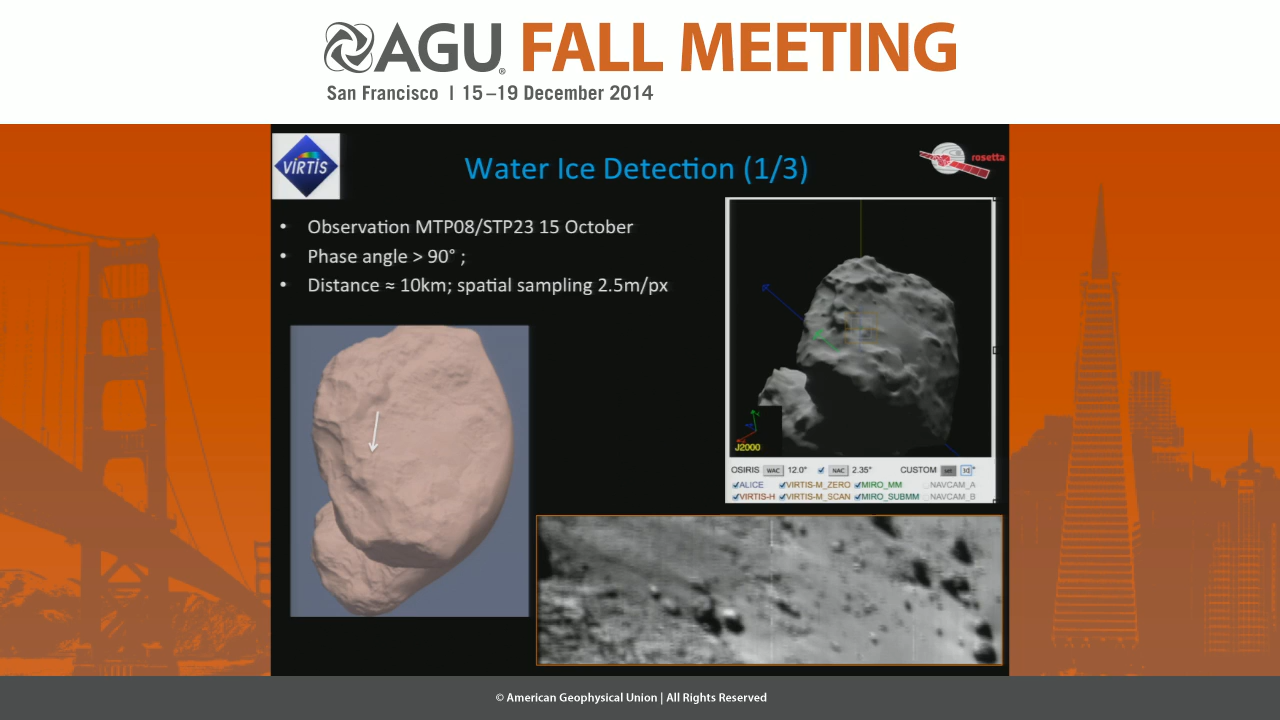 AGU® FALL MEETING
San Francisco | 15–19 December 2014
VIRTIS
Water Ice Detection (1/3)
rosetta
• Observation MTP08/STP23 15 October
• Phase angle > 90° ;
• Distance ≈ 10km; spatial sampling 2.5m/px
J2000
OSIRIS WAC 12.0° NAC 2.35° CUSTOM
ALICE VIRTIS-M_ZERO MIRO_MM NAVCAM_A
VIRTIS-H VIRTIS-M_SCAN MIRO_SUBMM NAVCAM_B
© American Geophysical Union | All Rights Reserved